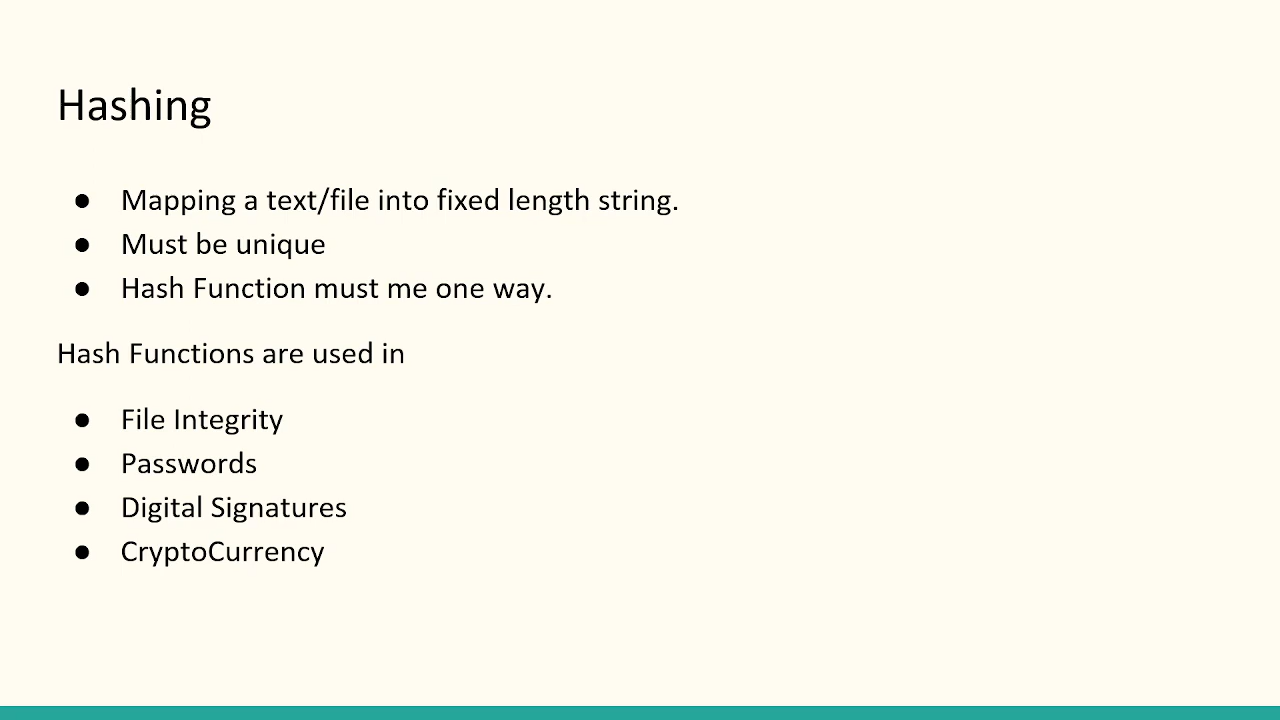 Hashing
● Mapping a text/file into fixed length string.
● Must be unique
● Hash Function must me one way.
Hash Functions are used in
● File Integrity
● Passwords
● Digital Signatures
● CryptoCurrency